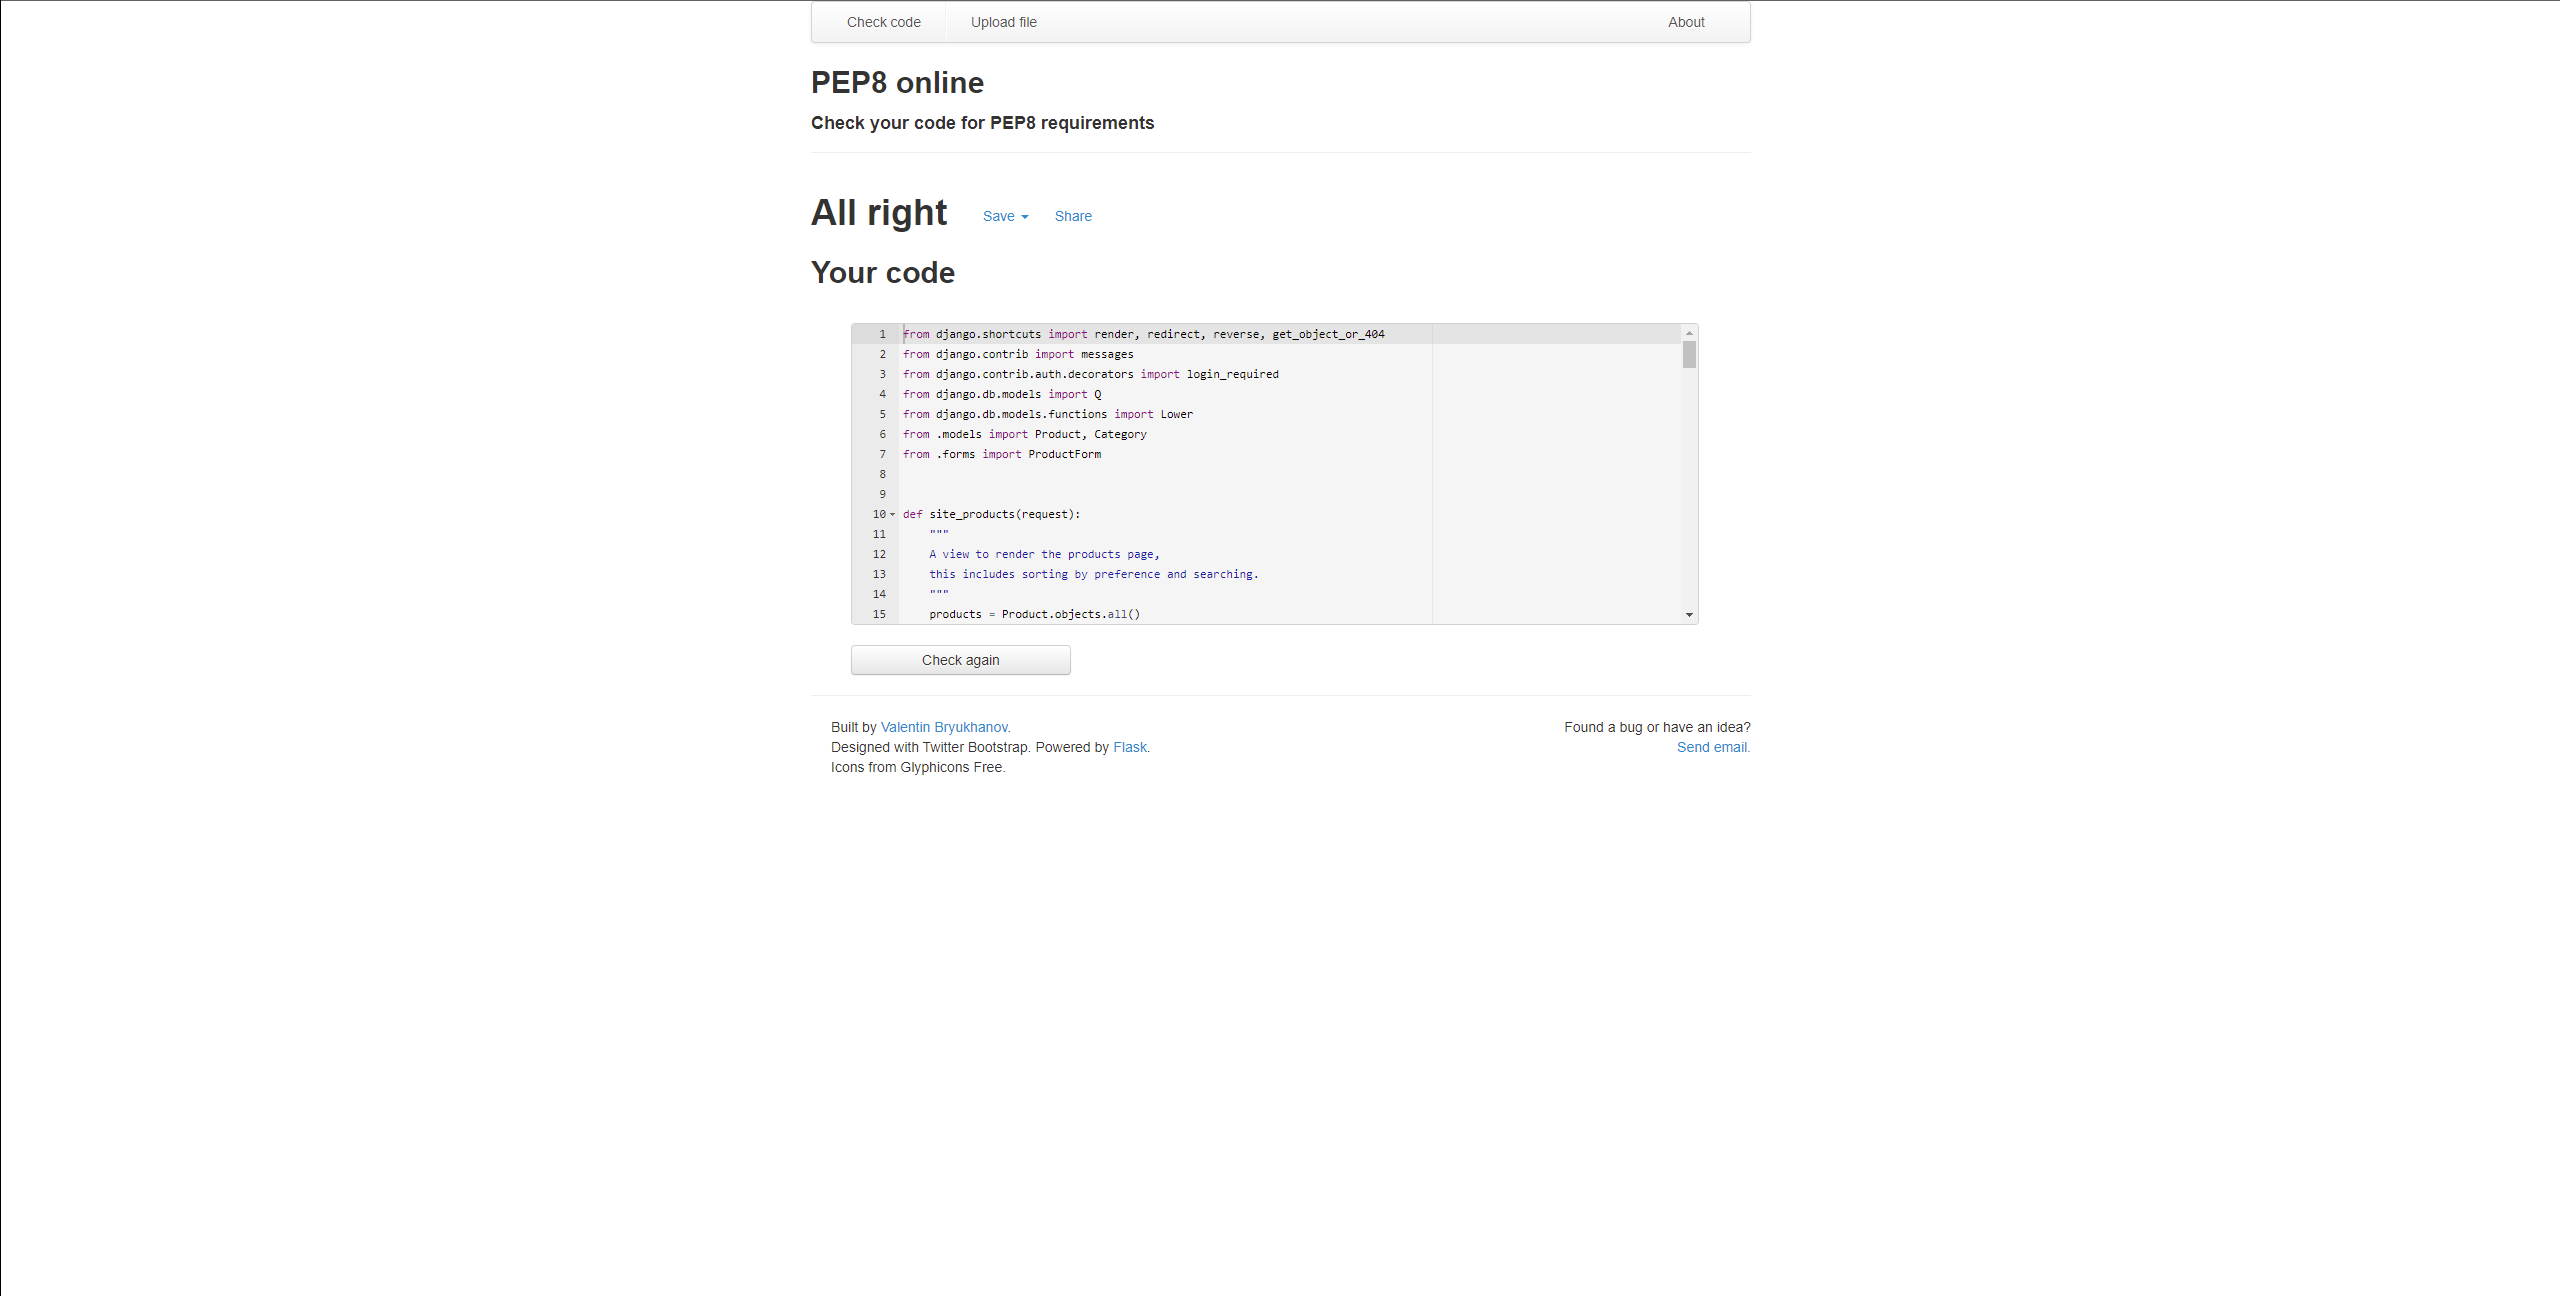 Check code Upload file About
PEP8 online
Check your code for PEP8 requirements
All right Save Share
Your code
1 from django.shortcuts import render, redirect, reverse, get_object_or_404
2 from django.contrib import messages
3 from django.contrib.auth.decorators import login_required
4 from django.db.models import Q
5 from django.db.models.functions import Lower
6 from .models import Product, Category
7 from .forms import ProductForm
8
9
10 def site_products(request):
11     """
12     A view to render the products page,
13     this includes sorting by preference and searching.
14     """
15     products = Product.objects.all()
Check again
Built by Valentin Bryukhanov. Found a bug or have an idea?
Designed with Twitter Bootstrap. Powered by Flask. Send email.
Icons from Glyphicons Free.